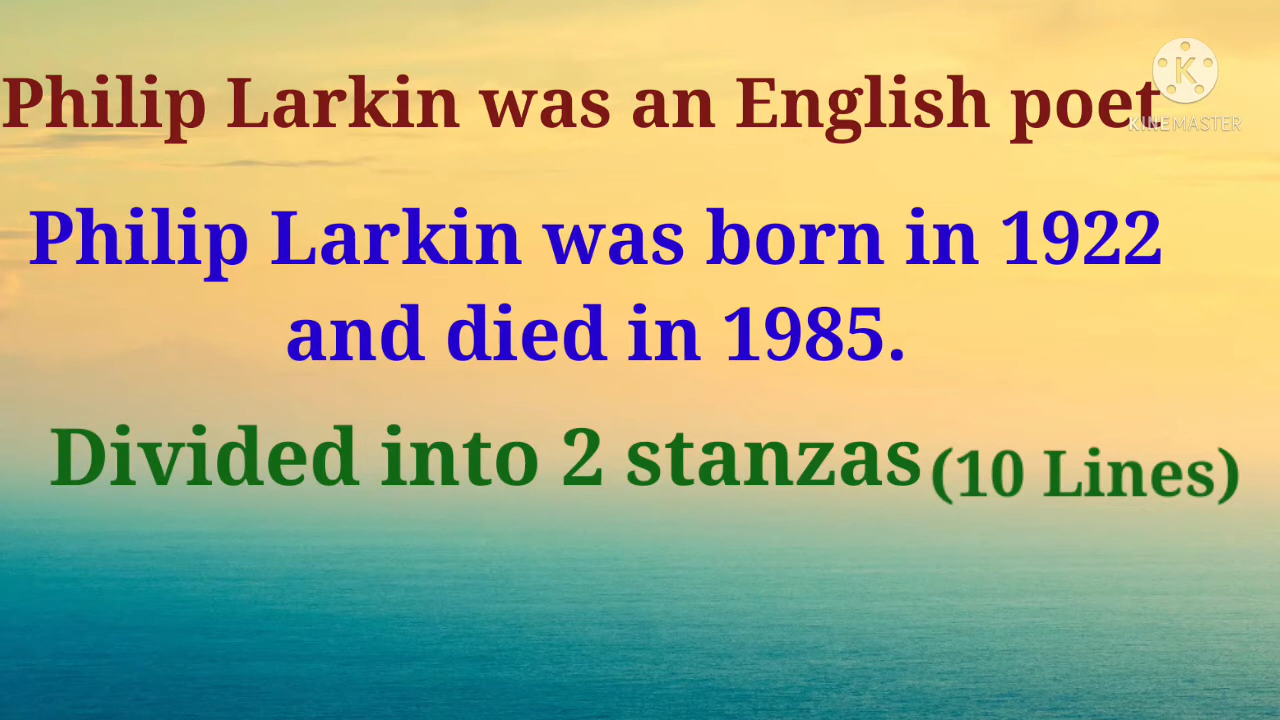 Philip Larkin was an English poet
K
KINEMASTER
Philip Larkin was born in 1922
and died in 1985.
Divided into 2 stanzas (10 Lines)